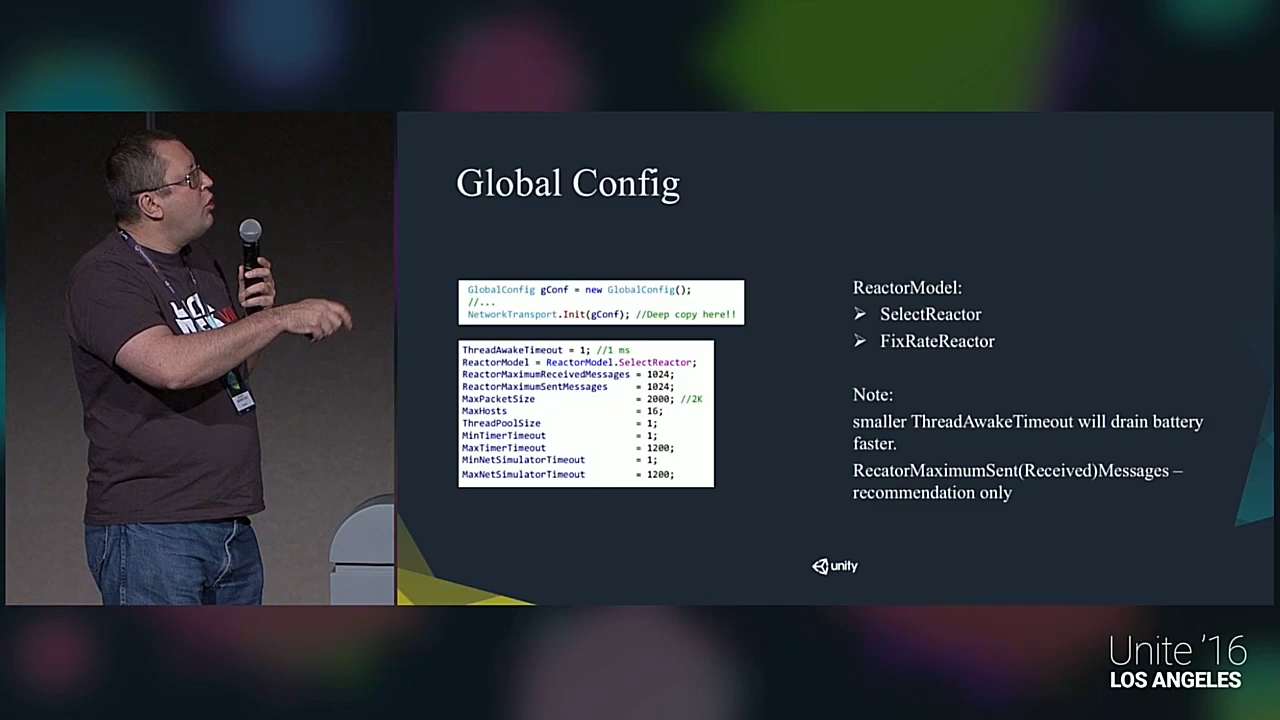 Global Config
GlobalConfig gConf = new GlobalConfig();
//...
NetworkTransport.Init(gConf); //Deep copy here!!
ThreadAwakeTimeout = 1; //1 ms
ReactorModel = ReactorModel.SelectReactor;
ReactorMaximumReceivedMessages = 1024;
ReactorMaximumSentMessages = 1024;
MaxPacketSize = 2000; //2K
MaxHosts = 16;
ThreadPoolSize = 1;
MinTimerTimeout = 1;
MaxTimerTimeout = 1200;
MinNetSimulatorTimeout = 1;
MaxNetSimulatorTimeout = 1200;
ReactorModel:
➢ SelectReactor
➢ FixRateReactor
Note:
smaller ThreadAwakeTimeout will drain battery
faster.
RecatorMaximumSent(Received)Messages –
recommendation only
unity
Unite '16
LOS ANGELES